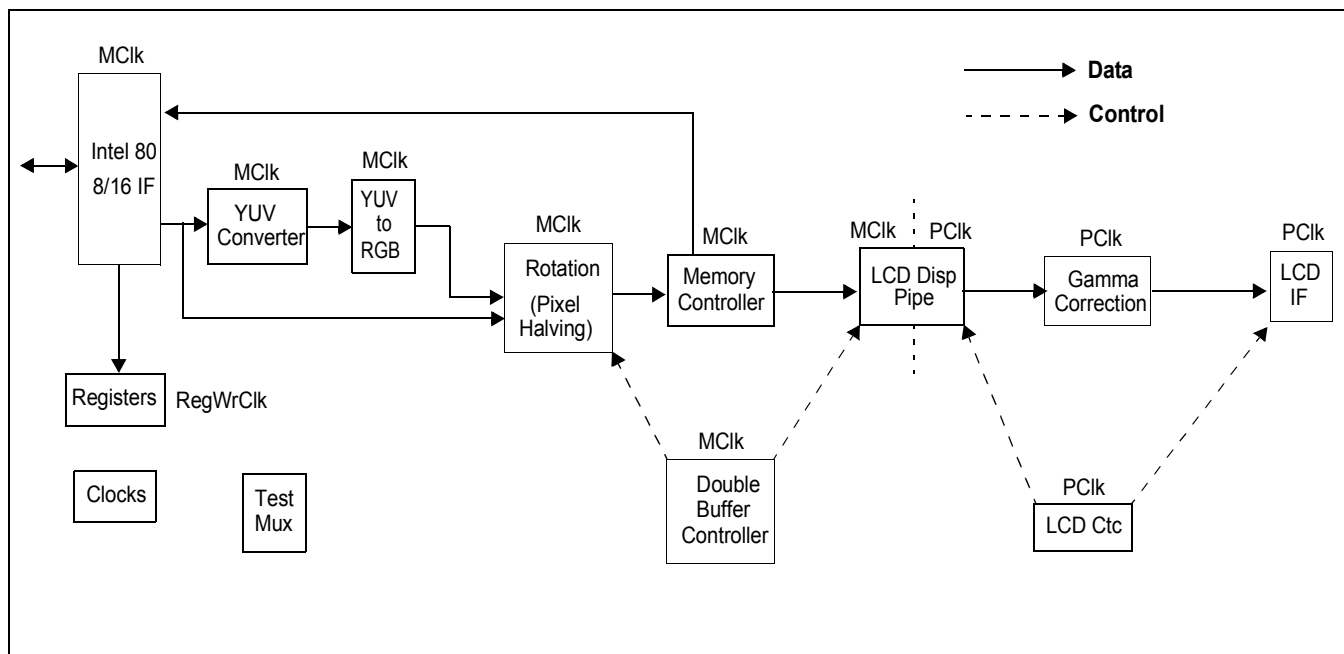 MClk
Intel 80
8/16 IF
Data
Control
MClk
YUV
Converter
MClk
YUV
to
RGB
MClk
Rotation
(Pixel
Halving)
MClk
Memory
Controller
MClk
PClk
LCD Disp
Pipe
PClk
Gamma
Correction
PClk
LCD
IF
Registers
RegWrClk
Clocks
Test
Mux
MClk
Double
Buffer
Controller
PClk
LCD Ctc